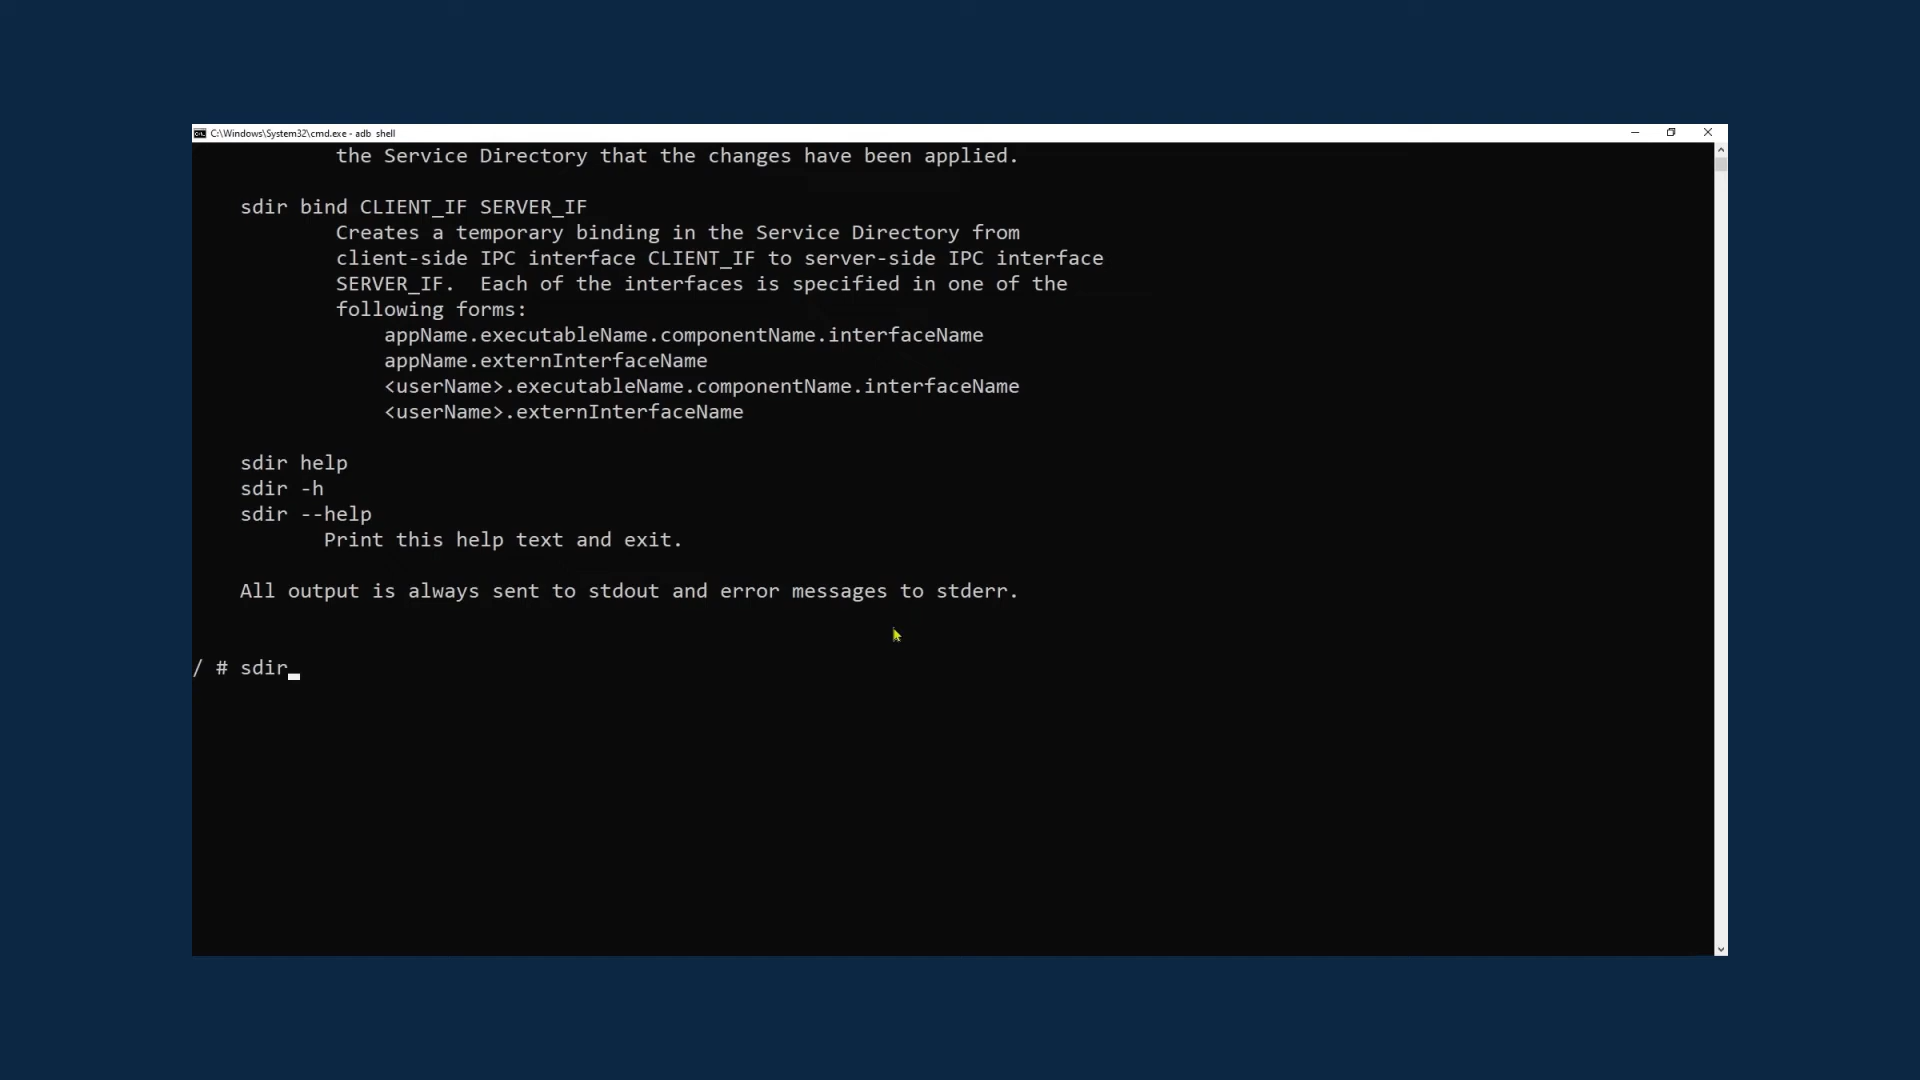 C:\Windows\System32\cmd.exe - adb shell
the Service Directory that the changes have been applied.
sdir bind CLIENT_IF SERVER_IF
Creates a temporary binding in the Service Directory from
client-side IPC interface CLIENT_IF to server-side IPC interface
SERVER_IF.  Each of the interfaces is specified in one of the
following forms:
appName.executableName.componentName.interfaceName
appName.externInterfaceName
<userName>.executableName.componentName.interfaceName
<userName>.externInterfaceName
sdir help
sdir -h
sdir --help
Print this help text and exit.
All output is always sent to stdout and error messages to stderr.
/ # sdir